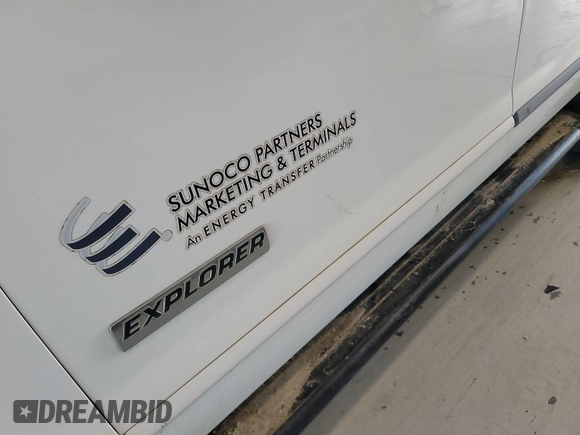 SUNOCO PARTNERS
MARKETING & TERMINALS
An ENERGY TRANSFER Partnership
EXPLORER
DREAMBID